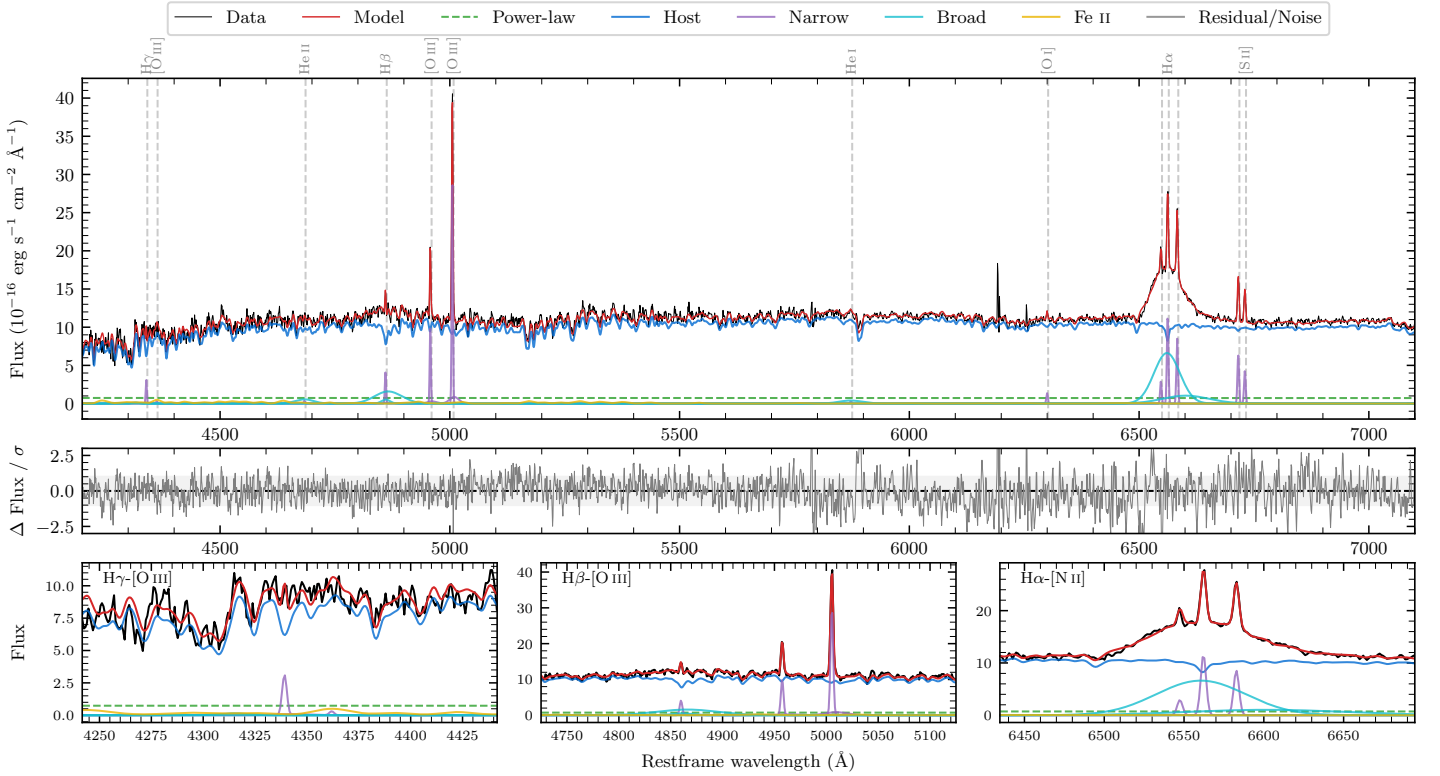 Data Model Power-law Host Narrow Broad Fe II Residual/Noise
Hγ [O III] He II Hβ [O III] [O III] He I [O I] Hα [S II]
Flux (10⁻¹⁶ erg s⁻¹ cm⁻² Å⁻¹)
40
35
30
25
20
15
10
5
0
4500 5000 5500 6000 6500 7000
Δ Flux / σ
2.5
0.0
−2.5
4500 5000 5500 6000 6500 7000
Flux
Hγ-[O III]
10.0
7.5
5.0
2.5
0.0
4250 4275 4300 4325 4350 4375 4400 4425
Hβ-[O III]
40
30
20
10
0
4750 4800 4850 4900 4950 5000 5050 5100
Hα-[N II]
20
10
0
6450 6500 6550 6600 6650
Restframe wavelength (Å)